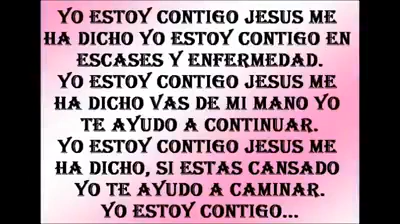 YO ESTOY CONTIGO JESUS ME
HA DICHO YO ESTOY CONTIGO EN
ESCASES Y ENFERMEDAD.
YO ESTOY CONTIGO JESUS ME
HA DICHO VAS DE MI MANO YO
TE AYUDO A CONTINUAR.
YO ESTOY CONTIGO JESUS ME
HA DICHO, SI ESTAS CANSADO
YO TE AYUDO A CAMINAR.
YO ESTOY CONTIGO...